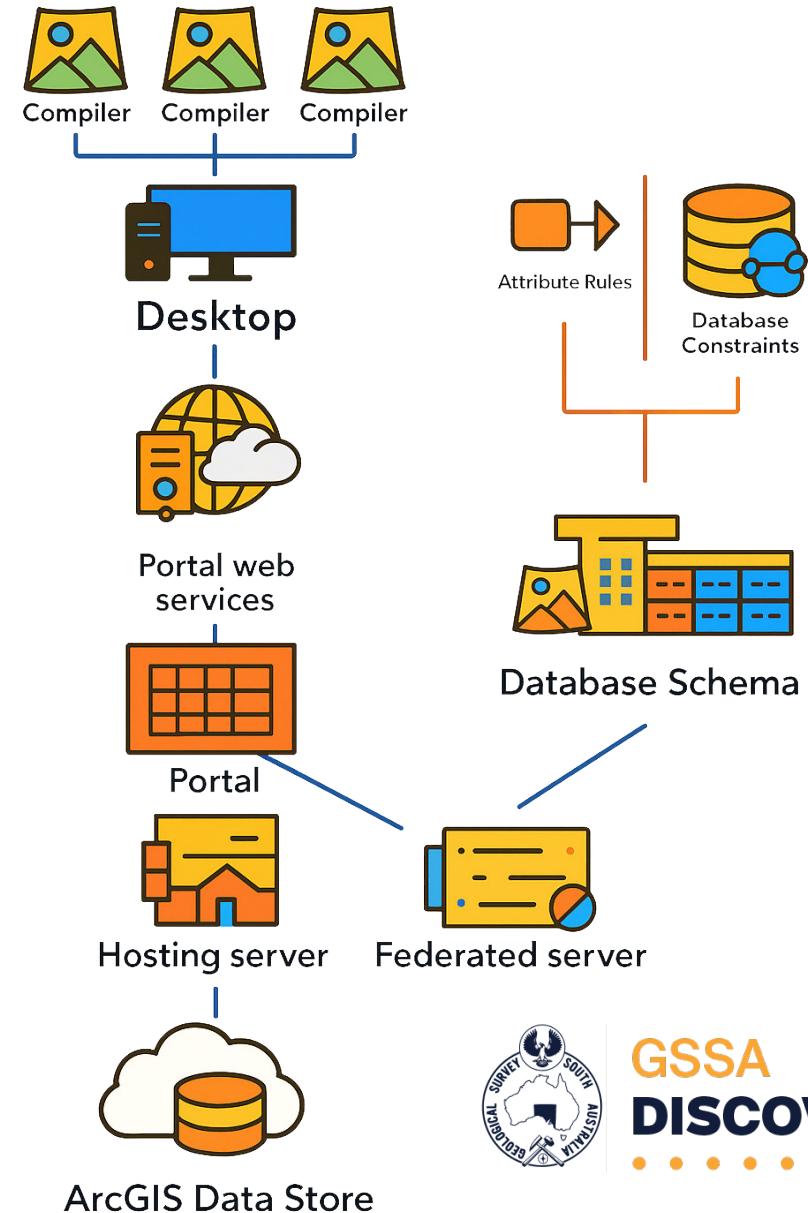 Compiler
Compiler
Compiler
Desktop
Attribute Rules
Database
Constraints
Portal web
services
Database Schema
Portal
Hosting server
Federated server
ArcGIS Data Store
GEOLOGICAL SURVEY SOUTH AUSTRALIA
GSSA
DISCO